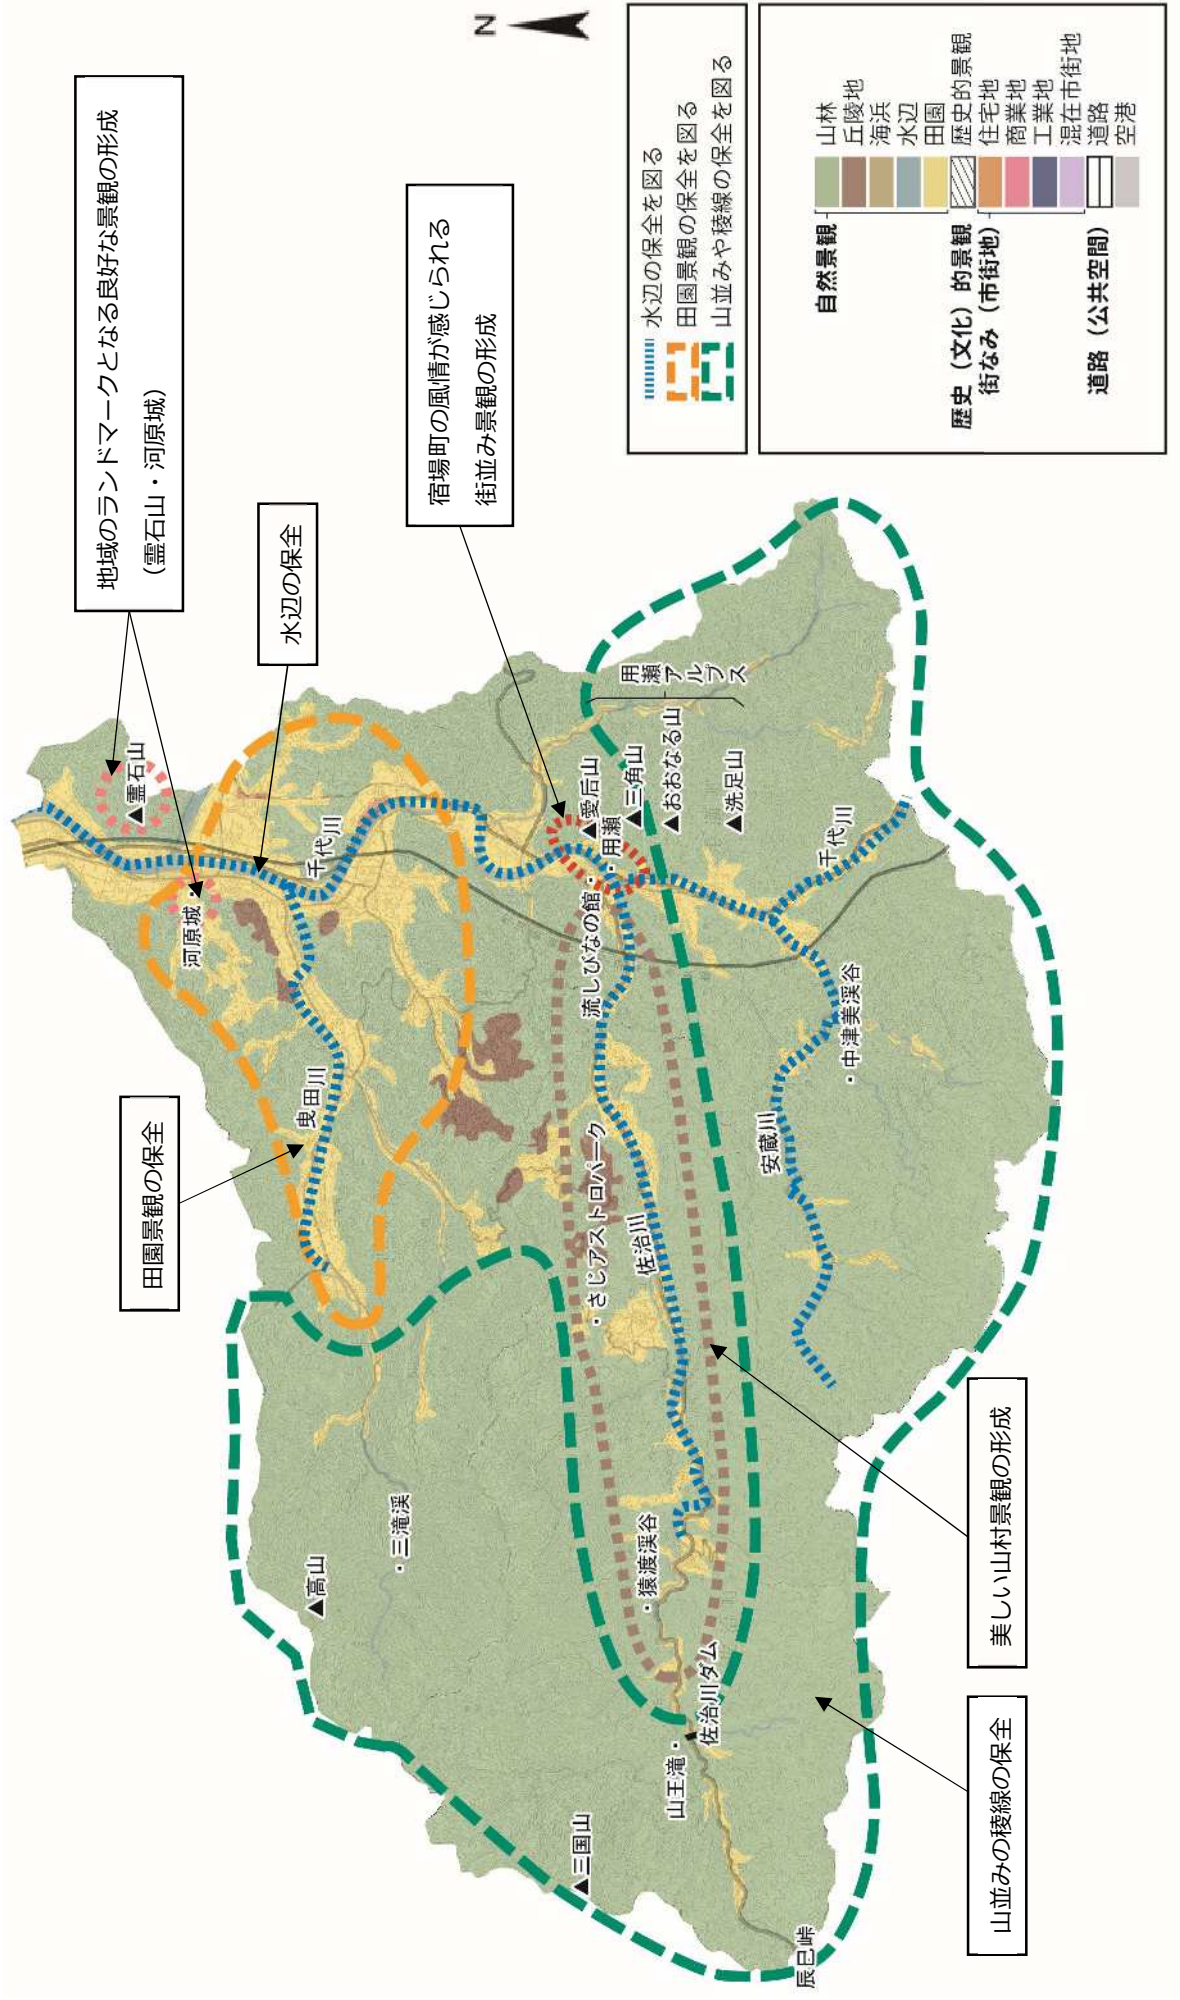 N
地域のランドマークとなる良好な景観の形成
(霊石山・河原城)
水辺の保全
宿場町の風情が感じられる
街並み景観の形成
田園景観の保全
美しい山村景観の形成
山並みの稜線の保全
水辺の保全を図る
田園景観の保全を図る
山並みや稜線の保全を図る
自然景観
山林
丘陵地
海浜
水辺
田園
歴史(文化)的景観
歴史的景観
街なみ(市街地)
住宅地
商業地
工業地
混在市街地
道路(公共空間)
道路
空港
▲霊石山
河原城・
千代川
曳田川
用瀬アルプス
▲愛后山
・用瀬
▲三角山
▲おおなる山
▲洗足山
流しびなの館・
千代川
・中津美渓谷
安蔵川
・さじアストロパーク
佐治川
・猿渡渓谷
佐治川ダム
山王滝・
・三滝渓
▲高山
▲三国山
辰巳峠